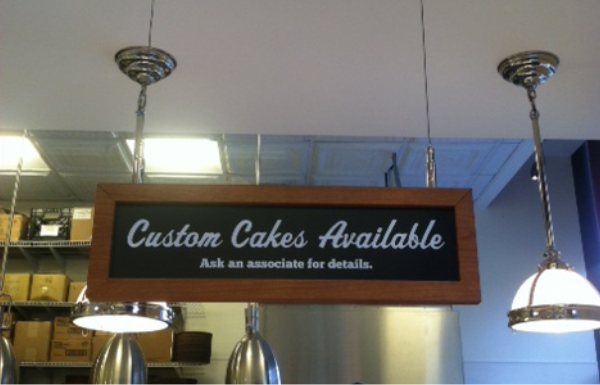 Custom Cakes Available
Ask an associate for details.